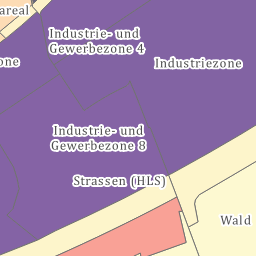 areal
Industrie- und
Gewerbezone 4
one
Industriezone
Industrie- und
Gewerbezone 8
Strassen (HLS)
Wald